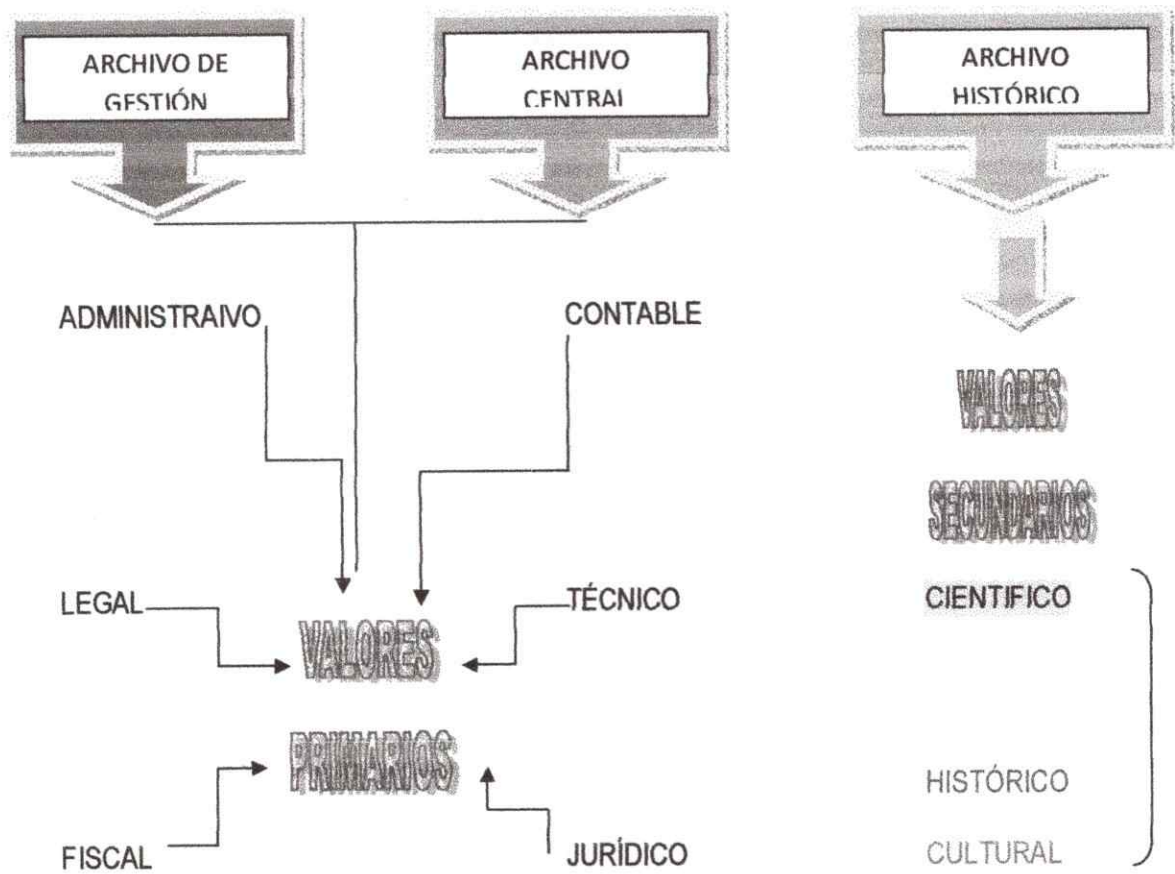 ARCHIVO DE
GESTIÓN
ARCHIVO
CENTRAL
ARCHIVO
HISTÓRICO
ADMINISTRAIVO
CONTABLE
VALORES
SECUNDARIOS
LEGAL
TÉCNICO
CIENTIFICO
VALORES
PRIMARIOS
HISTÓRICO
FISCAL
JURÍDICO
CULTURAL